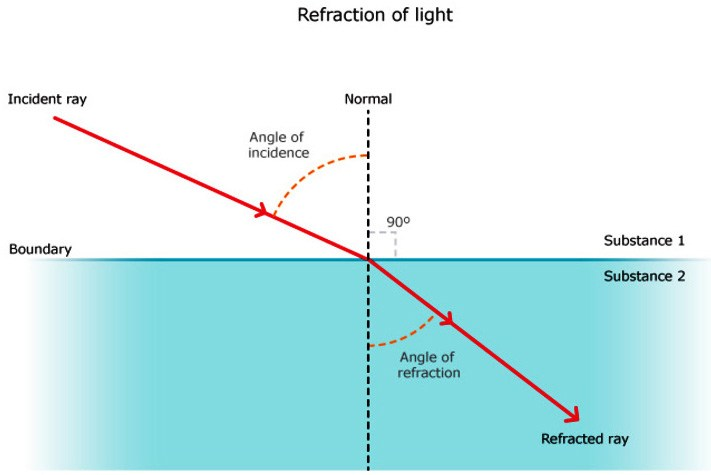 Refraction of light
Incident ray
Normal
Angle of
incidence
90º
Boundary
Substance 1
Substance 2
Angle of
refraction
Refracted ray